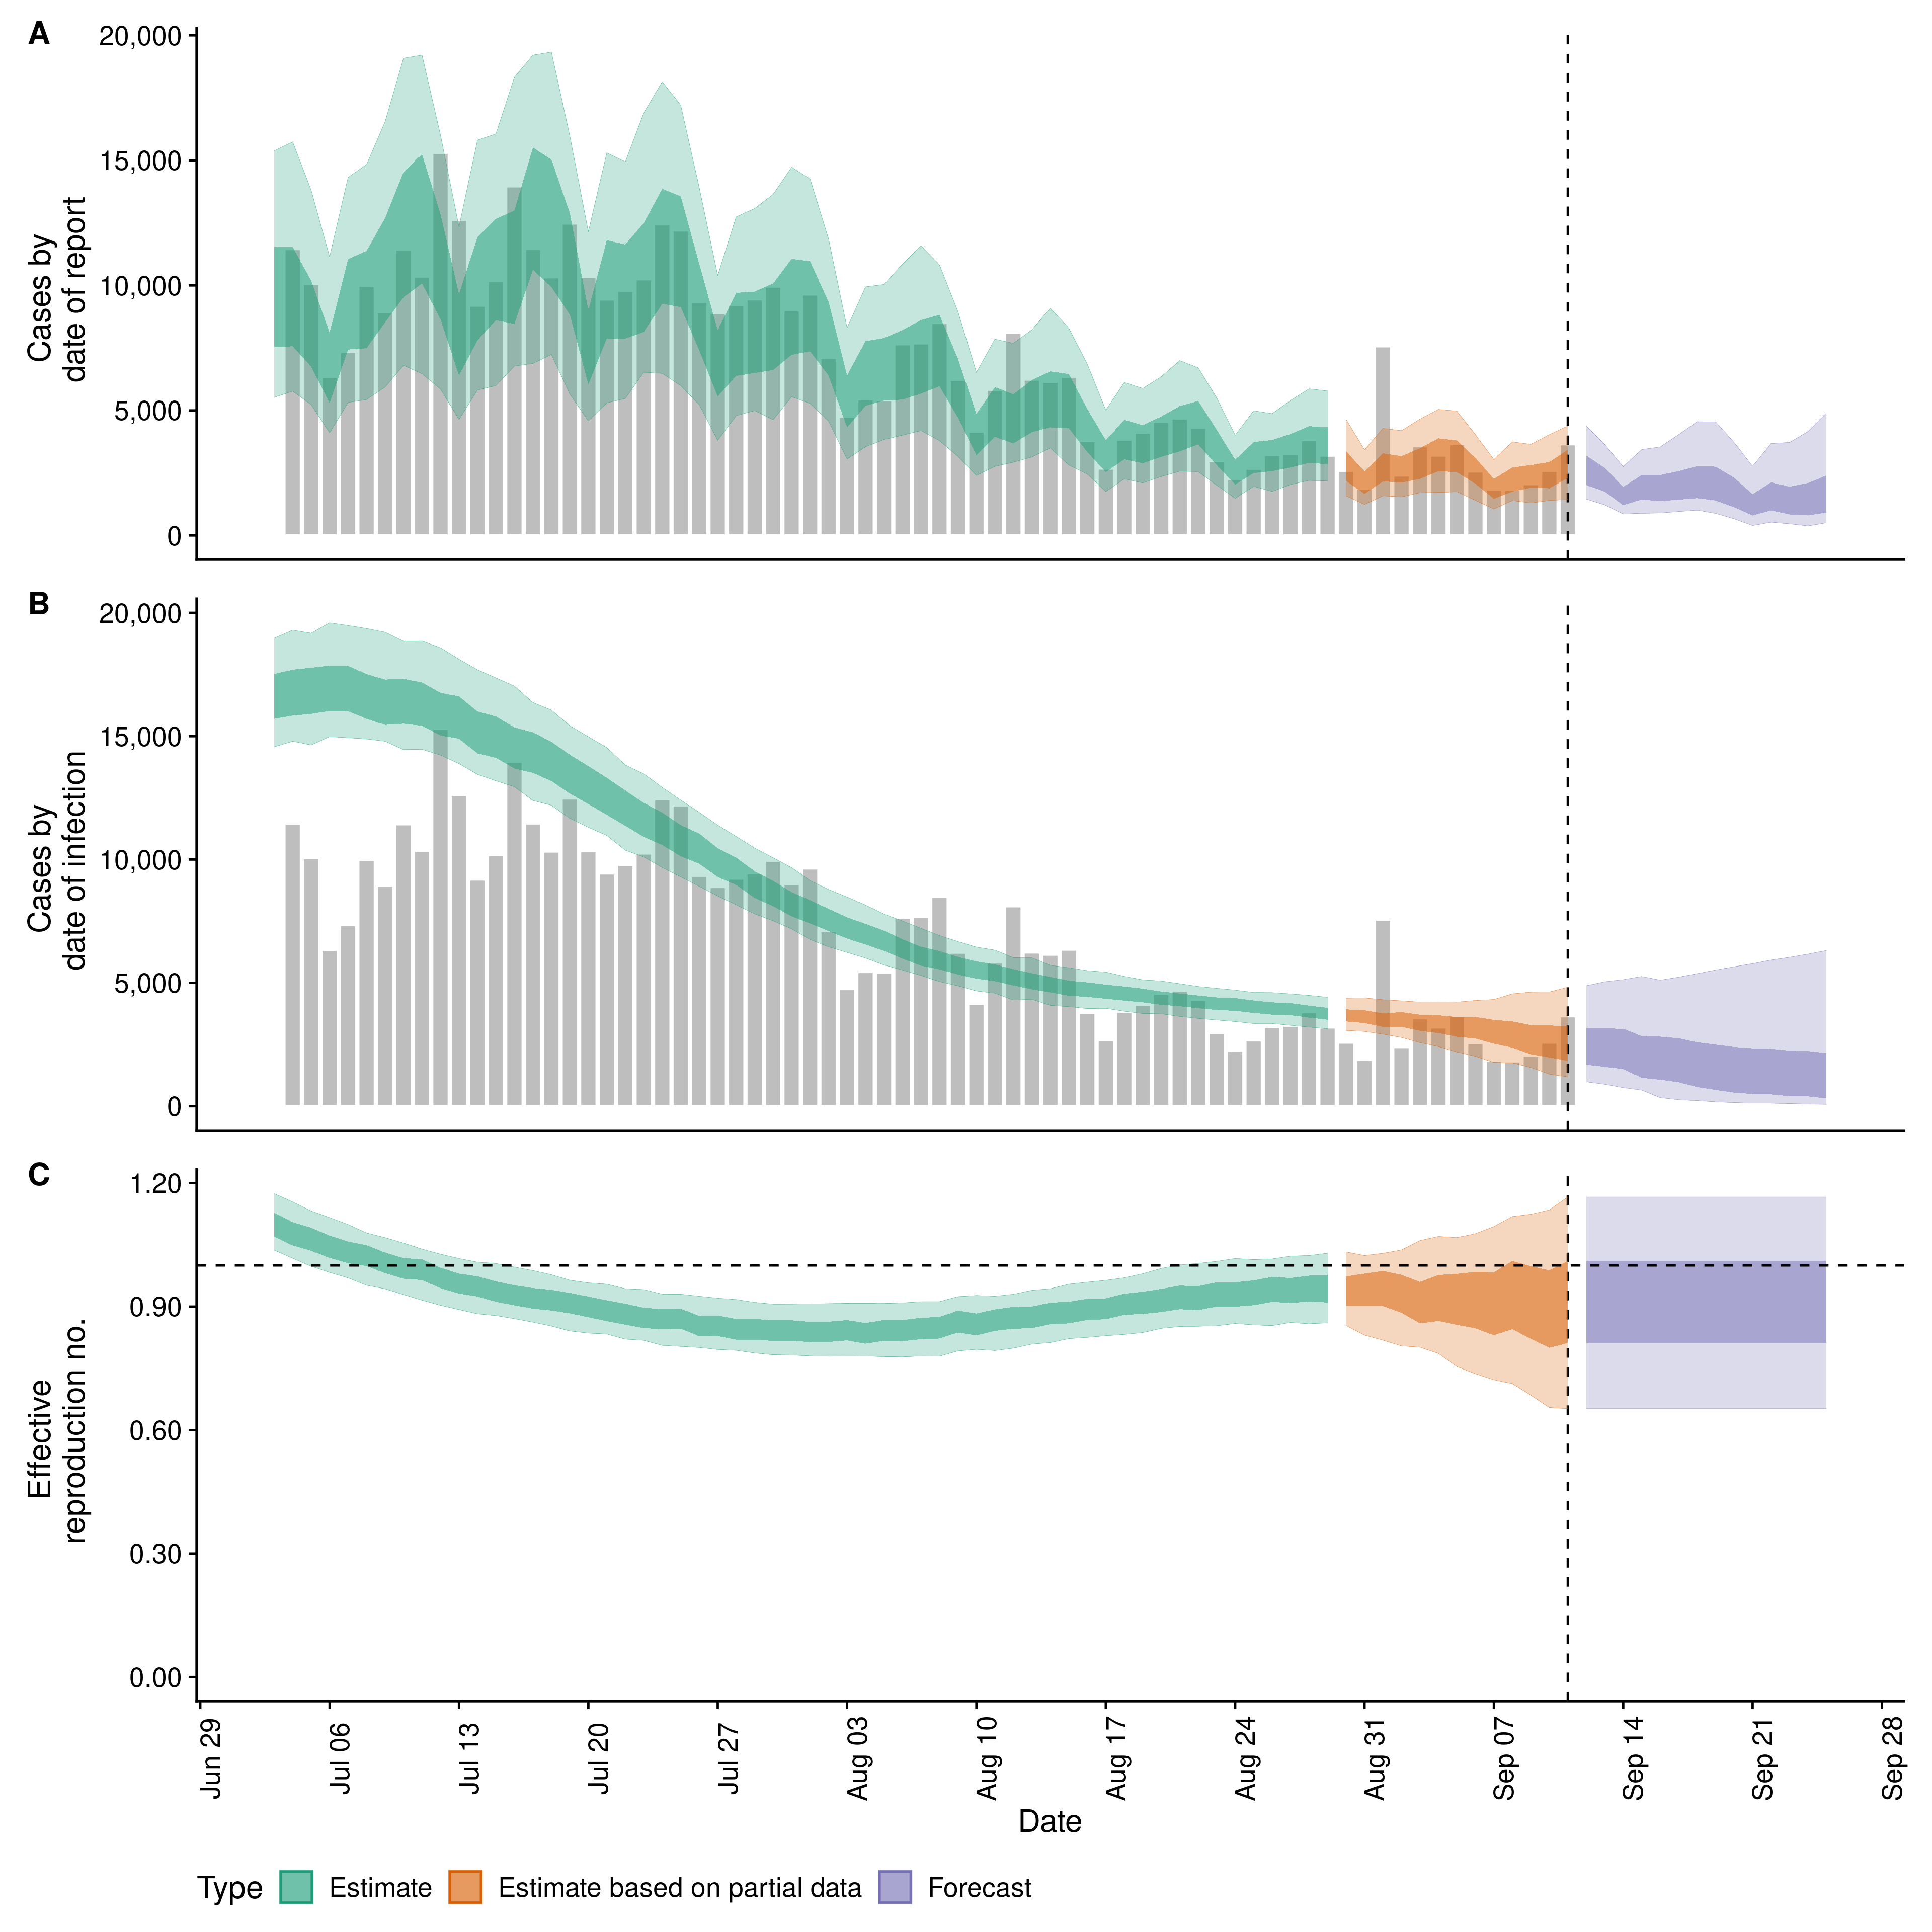 A
20,000
15,000
10,000
5,000
0
Cases by
date of report
B
20,000
15,000
10,000
5,000
0
Cases by
date of infection
C
1.20
0.90
0.60
0.30
0.00
Effective
reproduction no.
Jun 29
Jul 06
Jul 13
Jul 20
Jul 27
Aug 03
Aug 10
Aug 17
Aug 24
Aug 31
Sep 07
Sep 14
Sep 21
Sep 28
Date
Type Estimate Estimate based on partial data Forecast